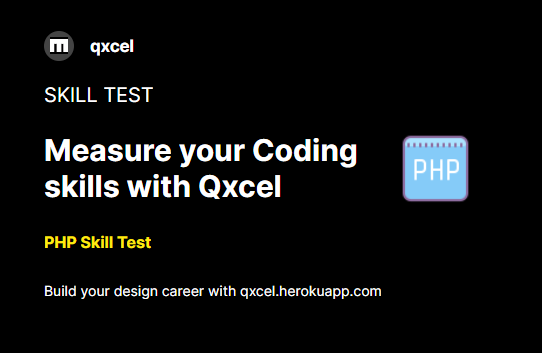 qxcel
SKILL TEST
Measure your Coding
skills with Qxcel
PHP
PHP Skill Test
Build your design career with qxcel.herokuapp.com